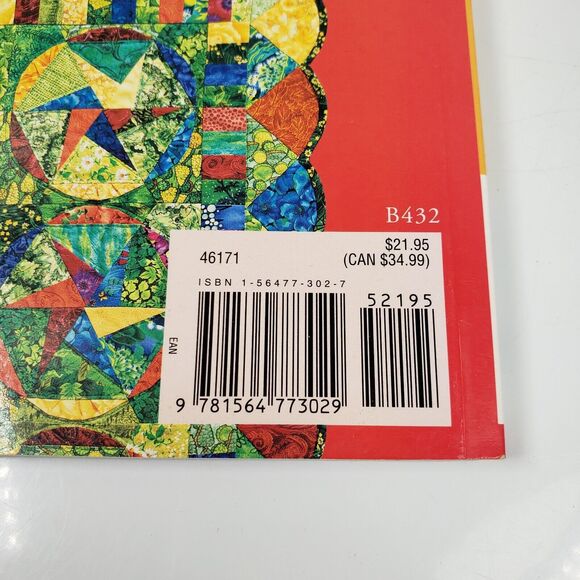 B432
46171
$21.95
(CAN $34.99)
ISBN 1-56477-302-7
52195
EAN
9 781564 773029